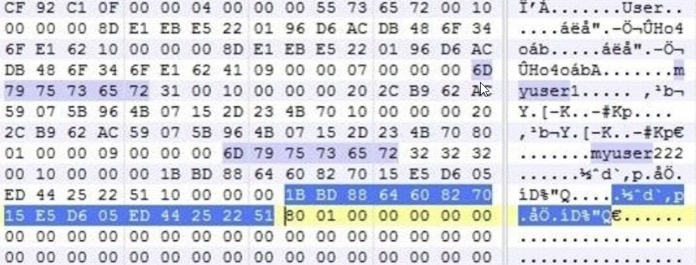 CF 92 C1 0F 00 00 04 00 00 00 55 73 65 72 00 10 Ï'Á.......User..
00 00 00 8D E1 EB E5 22 01 96 D6 AC DB 48 6F 34 ....áëå".-Ö¬ÛHo4
6F E1 62 10 00 00 00 8D E1 EB E5 22 01 96 D6 AC oáb.....áëå".-Ö¬
DB 48 6F 34 6F E1 62 41 09 00 00 07 00 00 00 6D ÛHo4oábA.......m
79 75 73 65 72 31 00 10 00 00 00 20 2C B9 62 AC yuser1..... ,¹b¬
59 07 5B 96 4B 07 15 2D 23 4B 70 10 00 00 00 20 Y.[-K..-#Kp....
2C B9 62 AC 59 07 5B 96 4B 07 15 2D 23 4B 70 80 ,¹b¬Y.[-K..-#Kp.
01 00 00 09 00 00 00 6D 79 75 73 65 72 32 32 32 .......myuser222
00 10 00 00 00 1B BD 88 64 60 82 70 15 E5 D6 05 ......½ˆd`‚p.åÖ.
ED 44 25 22 51 10 00 00 00 1B BD 88 64 60 82 70 íD%"Q.....½ˆd`‚p
15 E5 D6 05 ED 44 25 22 51 80 01 00 00 00 00 00 .åÖ.íD%"Q€......
00 00 00 00 00 00 00 00 00 00 00 00 00 00 00 00 ................
00 00 00 00 00 00 00 00 00 00 00 00 00 00 00 00 ................